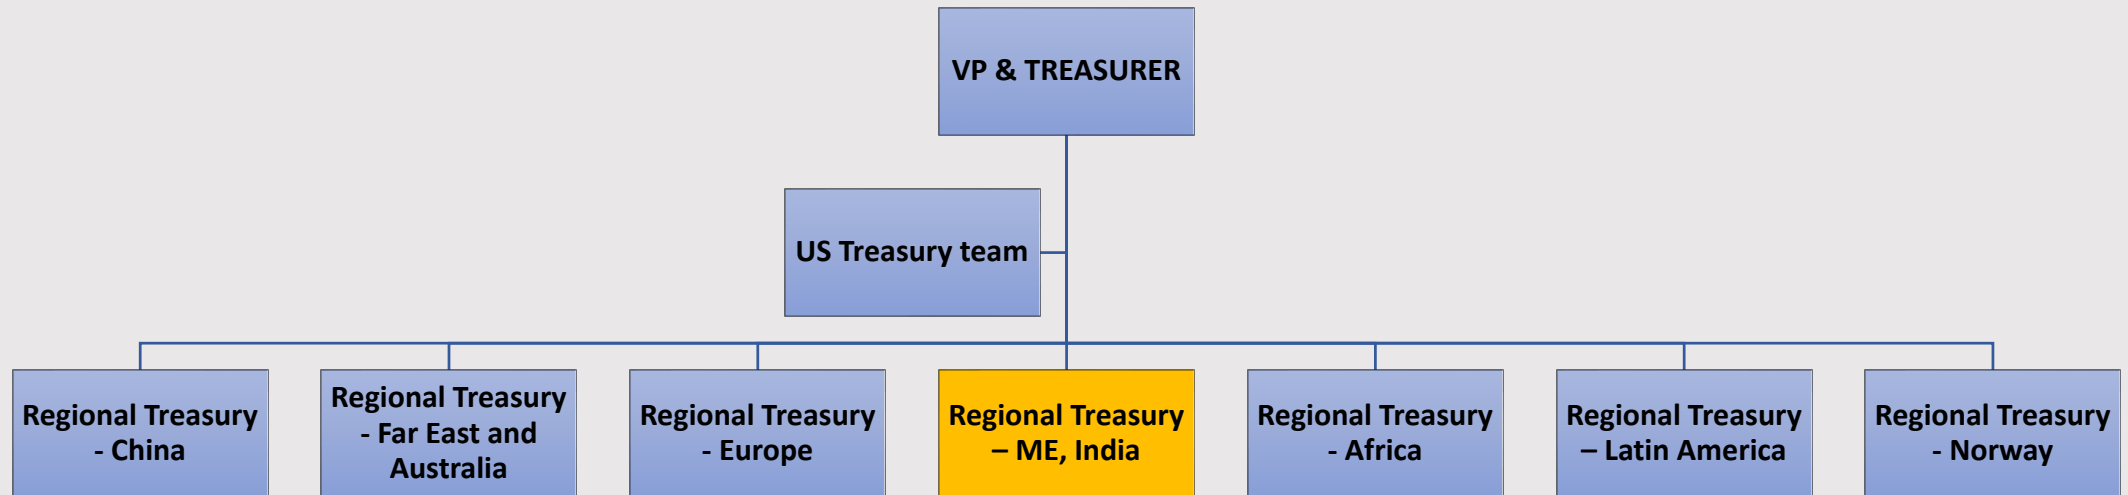 VP & TREASURER
US Treasury team
Regional Treasury
- China
Regional Treasury
- Far East and
Australia
Regional Treasury
- Europe
Regional Treasury
– ME, India
Regional Treasury
- Africa
Regional Treasury
– Latin America
Regional Treasury
- Norway